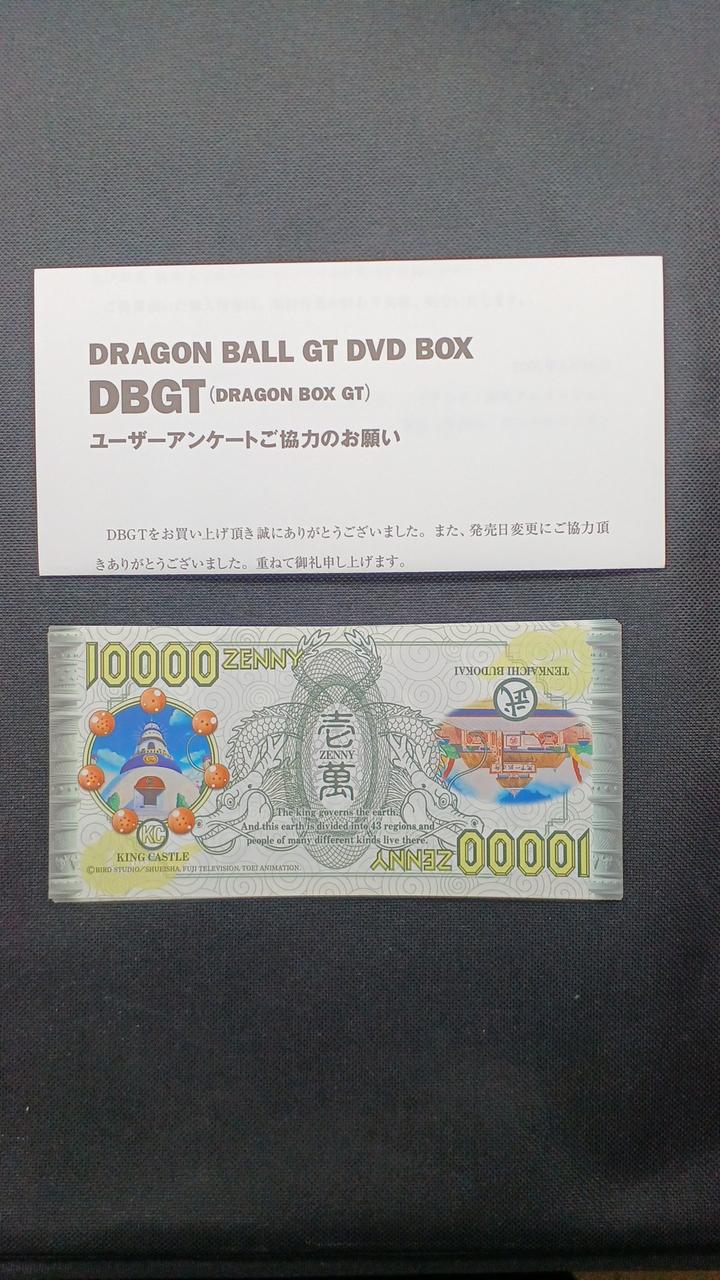 DRAGON BALL GT DVD BOX
DBGT (DRAGON BOX GT)
ユーザーアンケートご協力のお願い
DBGTをお買い上げ頂き誠にありがとうございました。また、発売日変更にご協力頂
きありがとうございました。重ねて御礼申し上げます。
10000 ZENNY
TENKAICHI BUDOKAI
武
壱
ZENNY
萬
The king governs the earth.
And this earth is divided into 43 regions and
people of many different kinds live there.
KC
KING CASTLE
10000 ZENNY
©BIRD STUDIO/SHUEISHA, FUJI TELEVISION, TOEI ANIMATION.